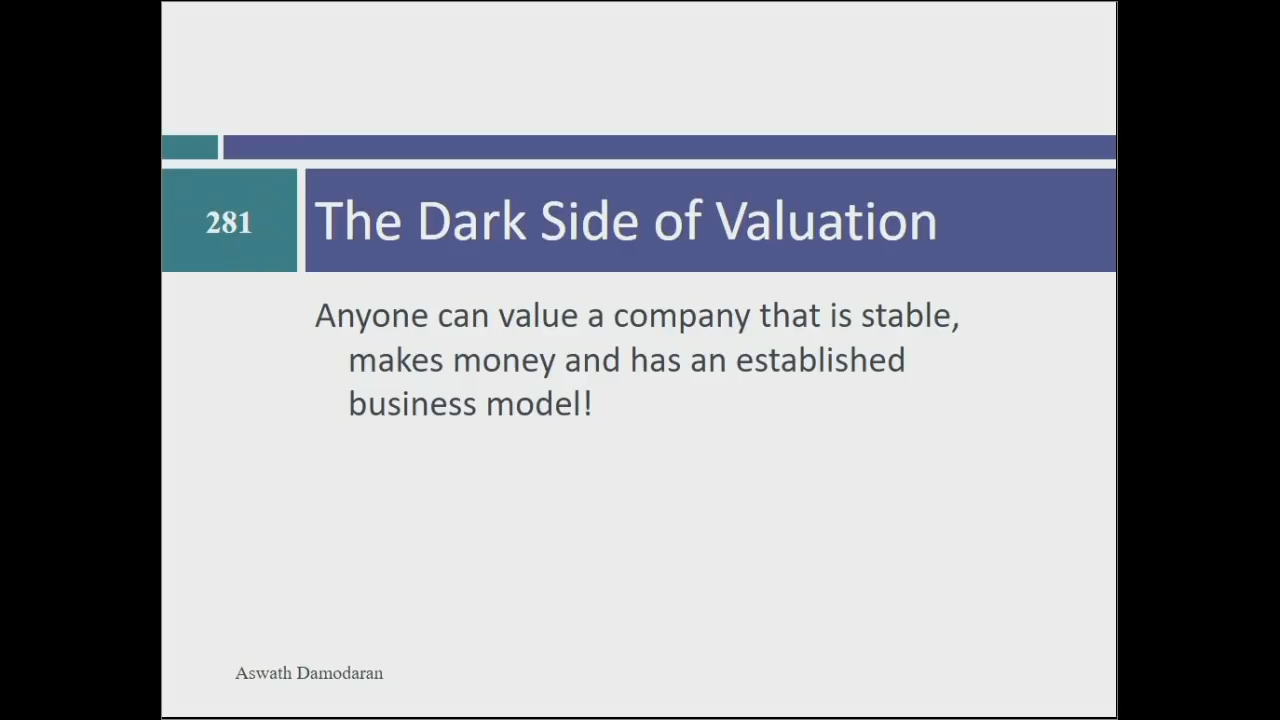 281
The Dark Side of Valuation
Anyone can value a company that is stable,
makes money and has an established
business model!
Aswath Damodaran